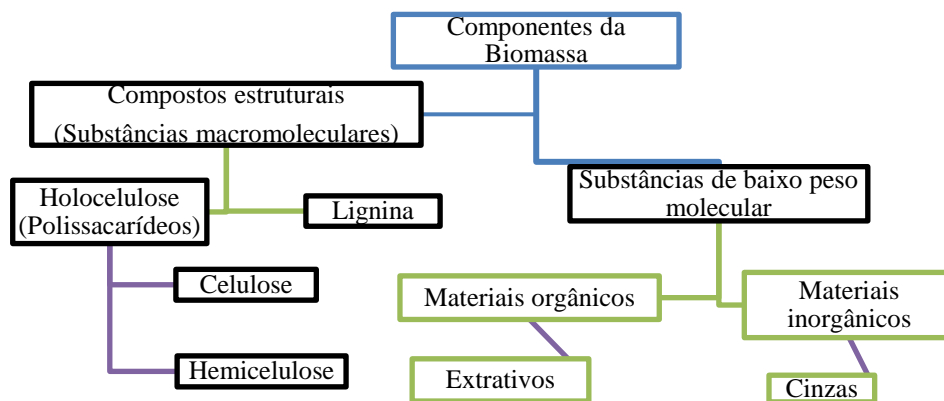 Componentes da
Biomassa
Compostos estruturais
(Substâncias macromoleculares)
Substâncias de baixo peso
molecular
Holocelulose
(Polissacarídeos)
Lignina
Celulose
Hemicelulose
Materiais orgânicos
Materiais
inorgânicos
Extrativos
Cinzas